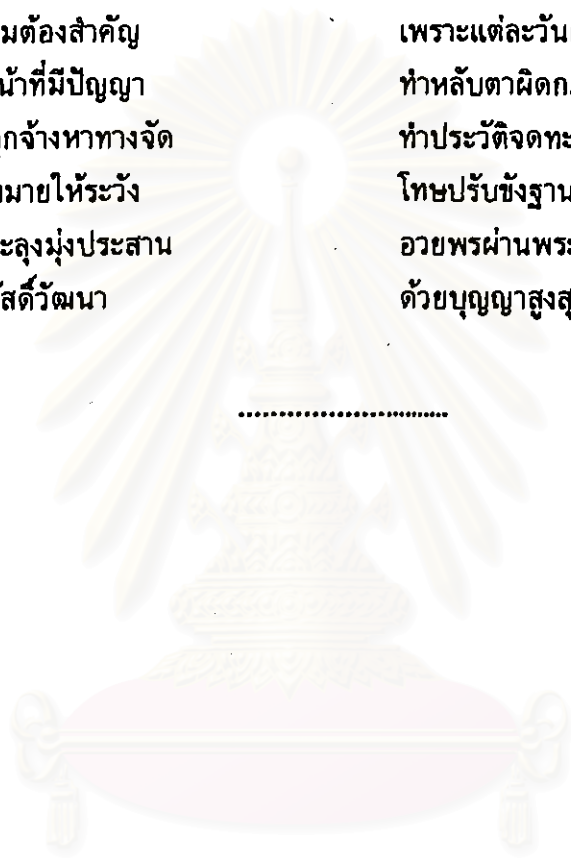 มต้องสำคัญ เพราะแต่ละวัน
น้าที่มีปัญญา ทำหลับตาผิดก
กจ้างหาทางจัด ทำประวัติจดทะ
มายให้ระวัง โทษปรับขังฐาน
ะลุงมุ่งประสาน อวยพรผ่านพระ
ัสดิ์วัฒนา ด้วยบุญญาสูงสุ
......................